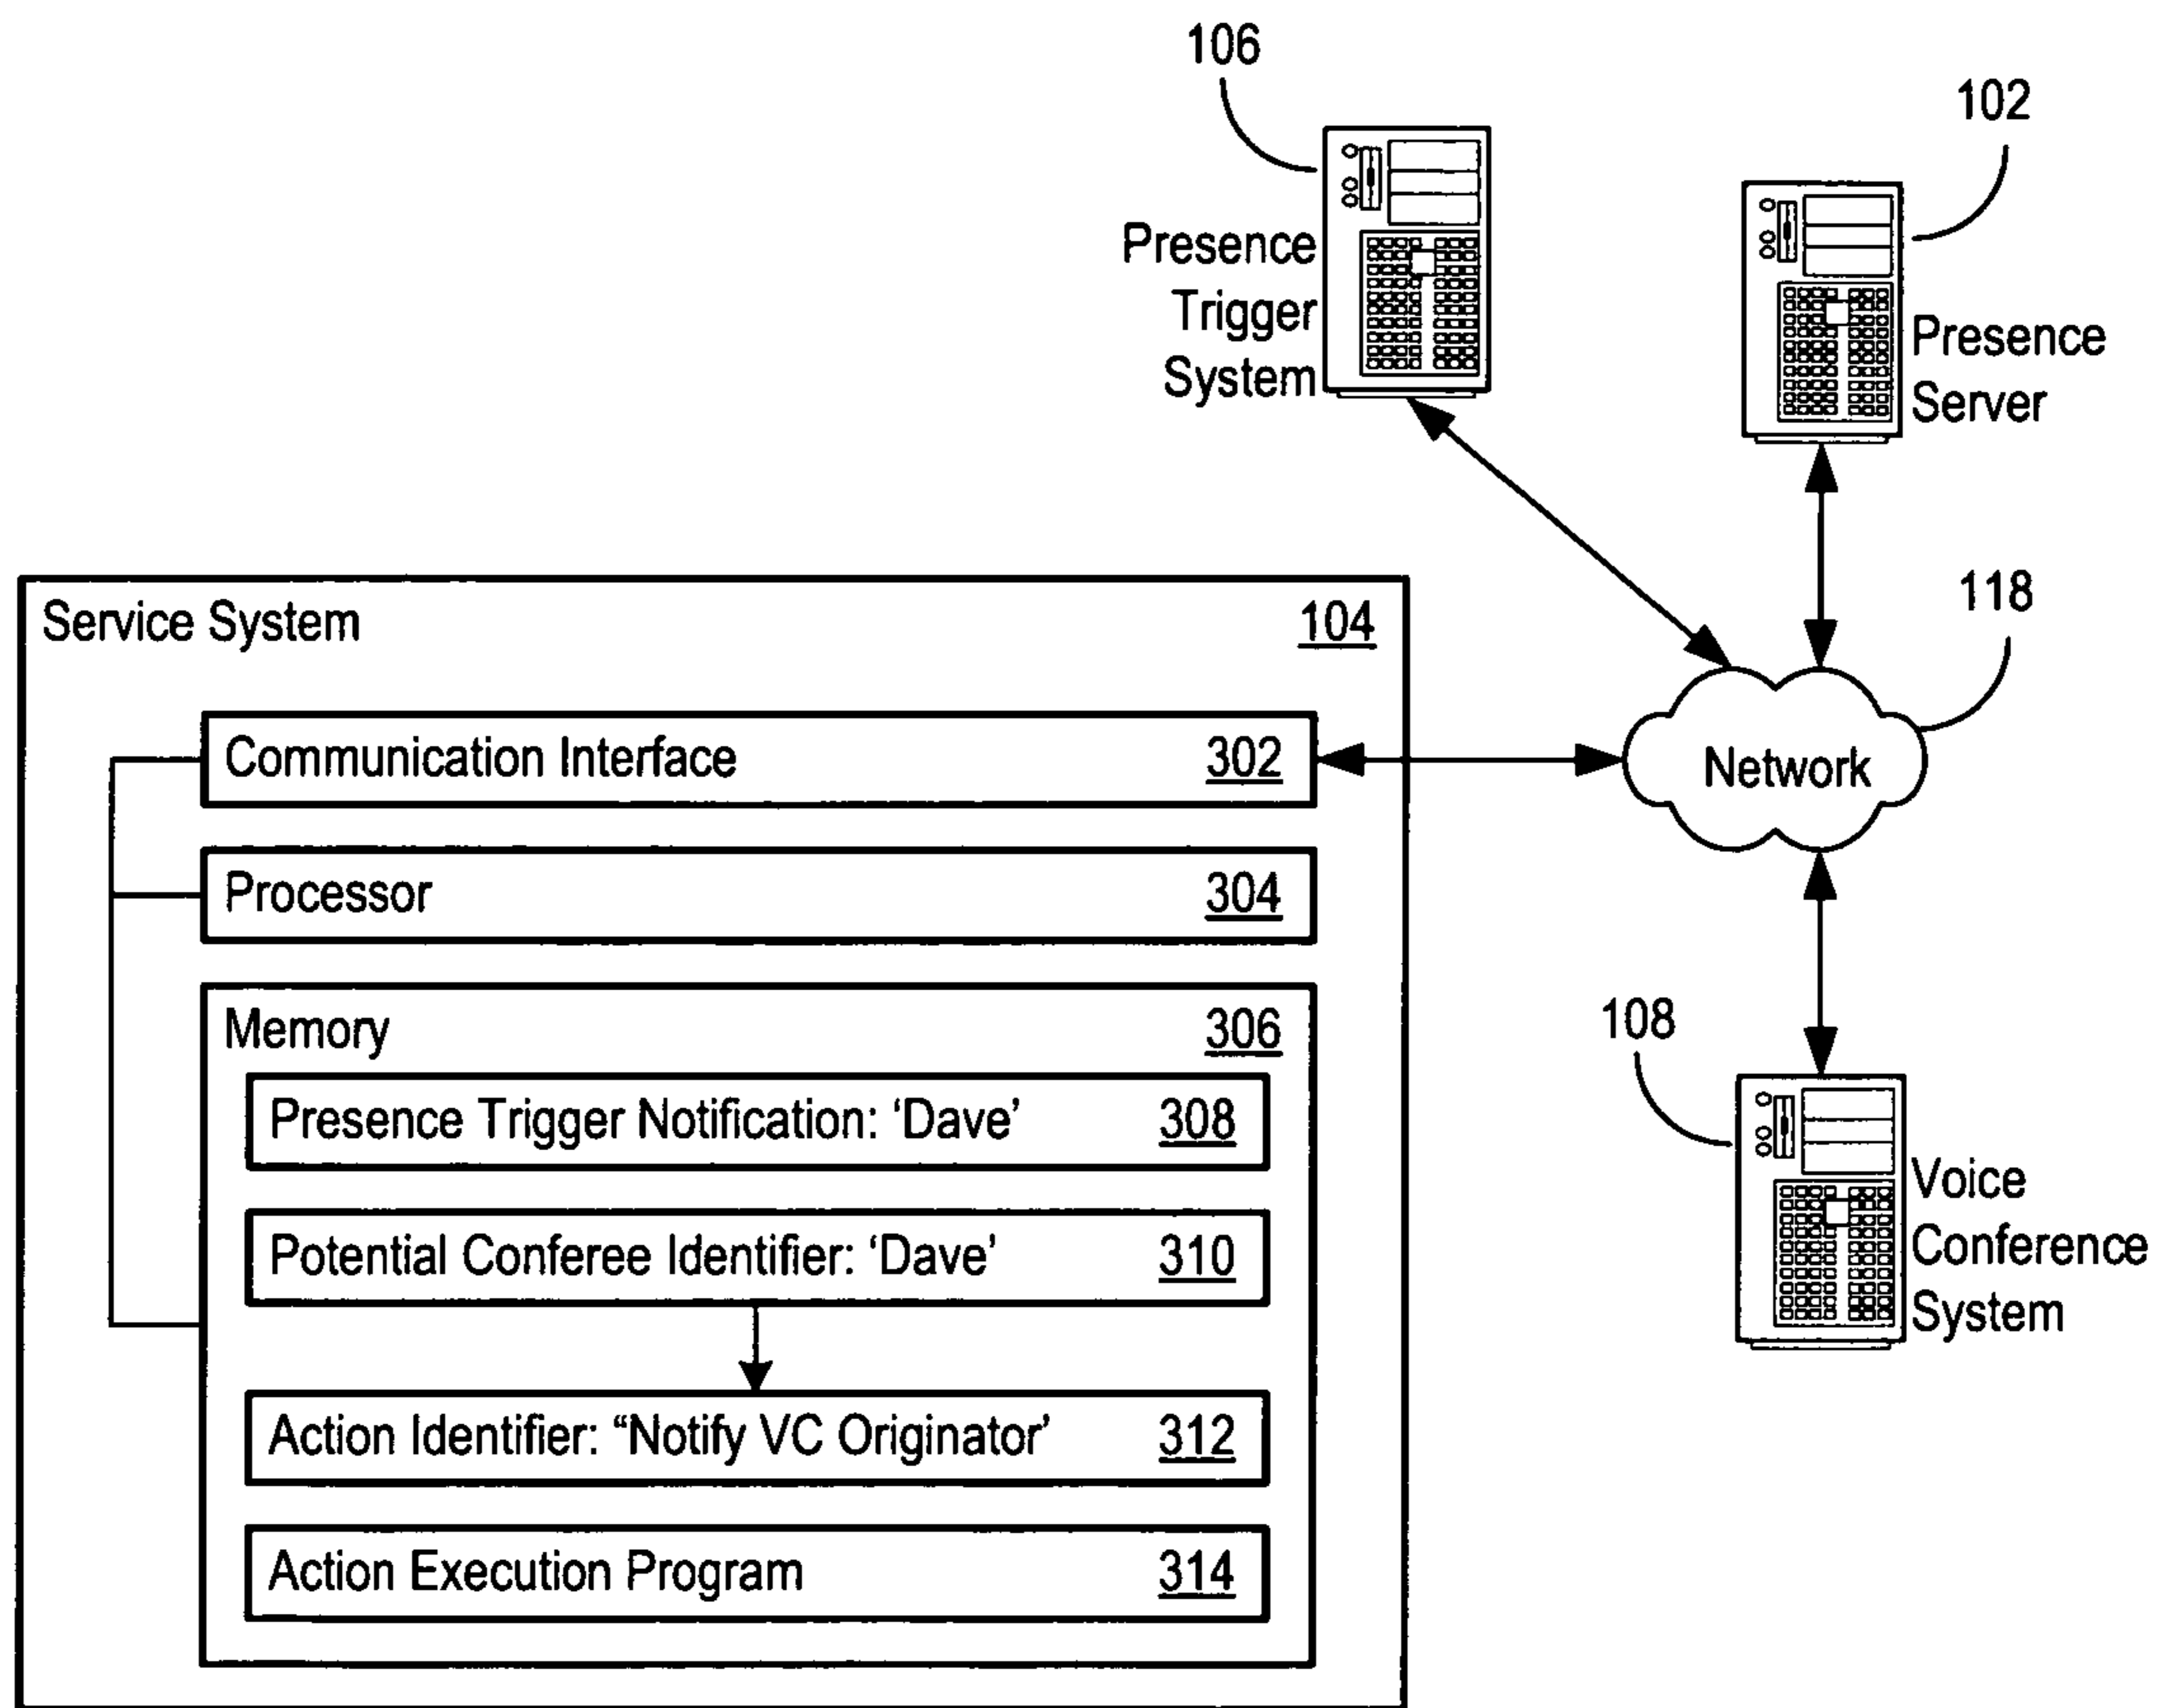 106
102
Presence
Trigger
System
Presence
Server
Service System 104
118
Communication Interface 302
Network
Processor 304
Memory 306
108
Presence Trigger Notification: ‘Dave’ 308
Voice
Conference
System
Potential Conferee Identifier: ‘Dave’ 310
Action Identifier: “Notify VC Originator’ 312
Action Execution Program 314